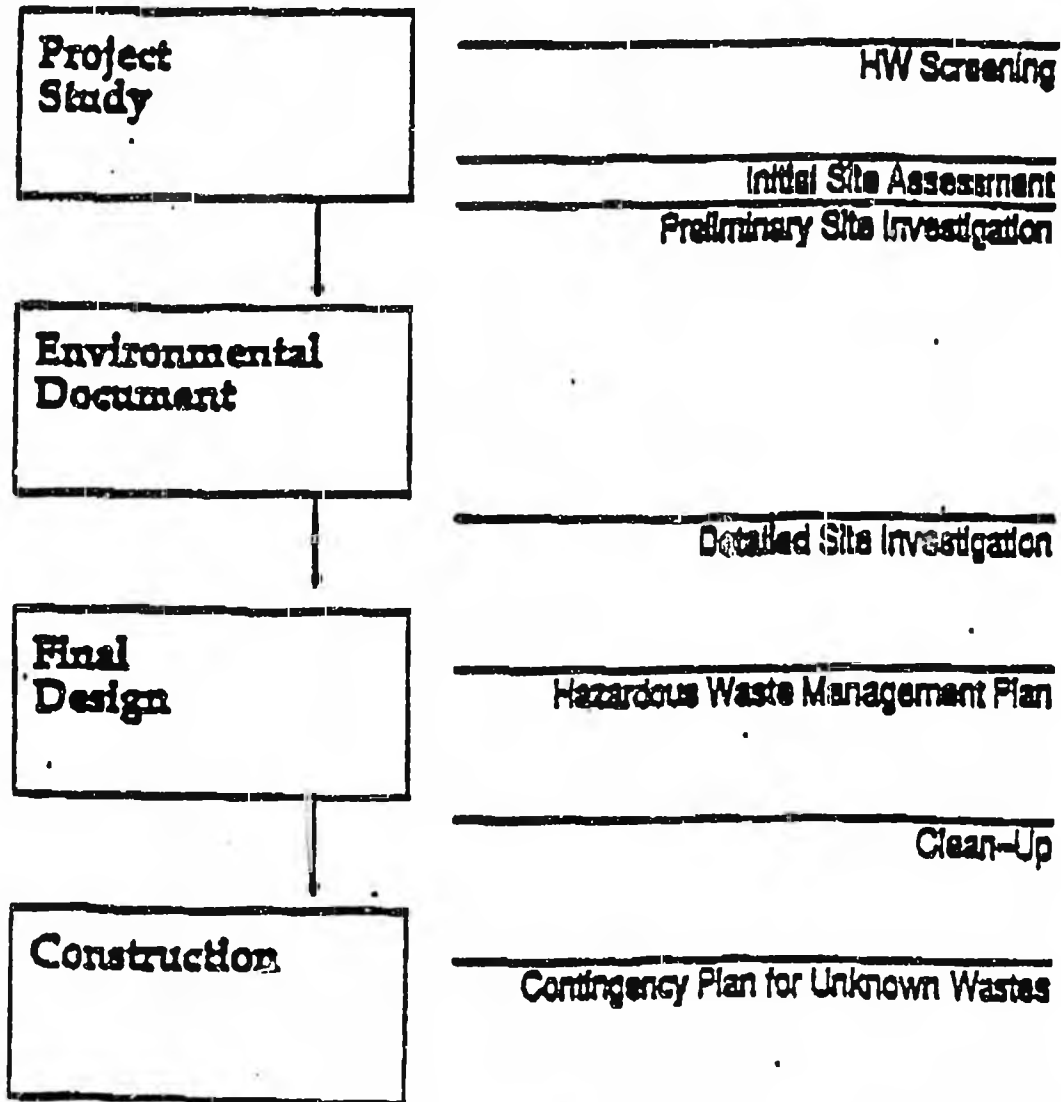 Project
Study
HW Screening
Initial Site Assessment
Preliminary Site Investigation
Environmental
Document
Detailed Site Investigation
Final
Design
Hazardous Waste Management Plan
Clean-Up
Construction
Contingency Plan for Unknown Wastes